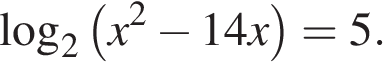 log₂ (x² − 14x) = 5.